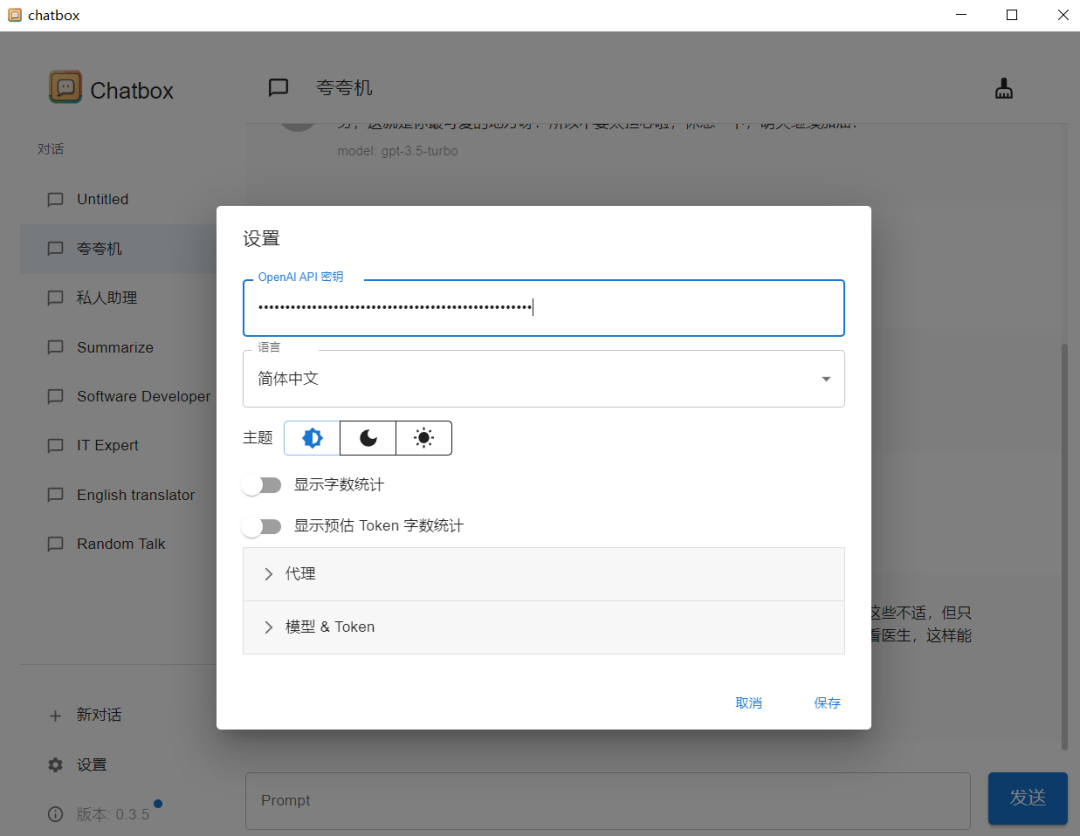 chatbox
Chatbox
夸夸机
对话
model: gpt-3.5-turbo
Untitled
夸夸机
私人助理
Summarize
Software Developer
IT Expert
English translator
Random Talk
设置
OpenAI API 密钥
••••••••••••••••••••••••••••••••••••••••••••••••••••
语言
简体中文
主题
显示字数统计
显示预估 Token 字数统计
代理
模型 & Token
取消
保存
这些不适，但只
看医生，这样能
新对话
设置
版本: 0.3.5
Prompt
发送